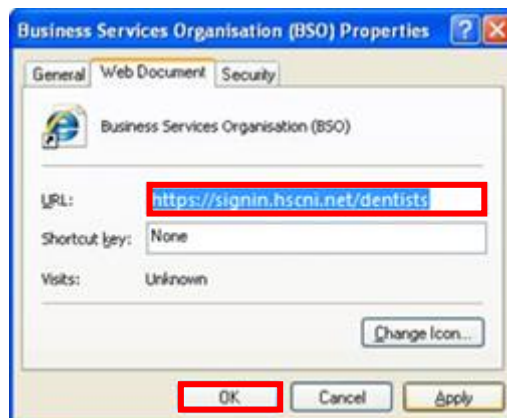 Business Services Organisation (BSO) Properties
General Web Document Security
Business Services Organisation (BSO)
URL: https://signin.hscni.net/dentists
Shortcut key: None
Visits: Unknown
Change Icon...
OK Cancel Apply